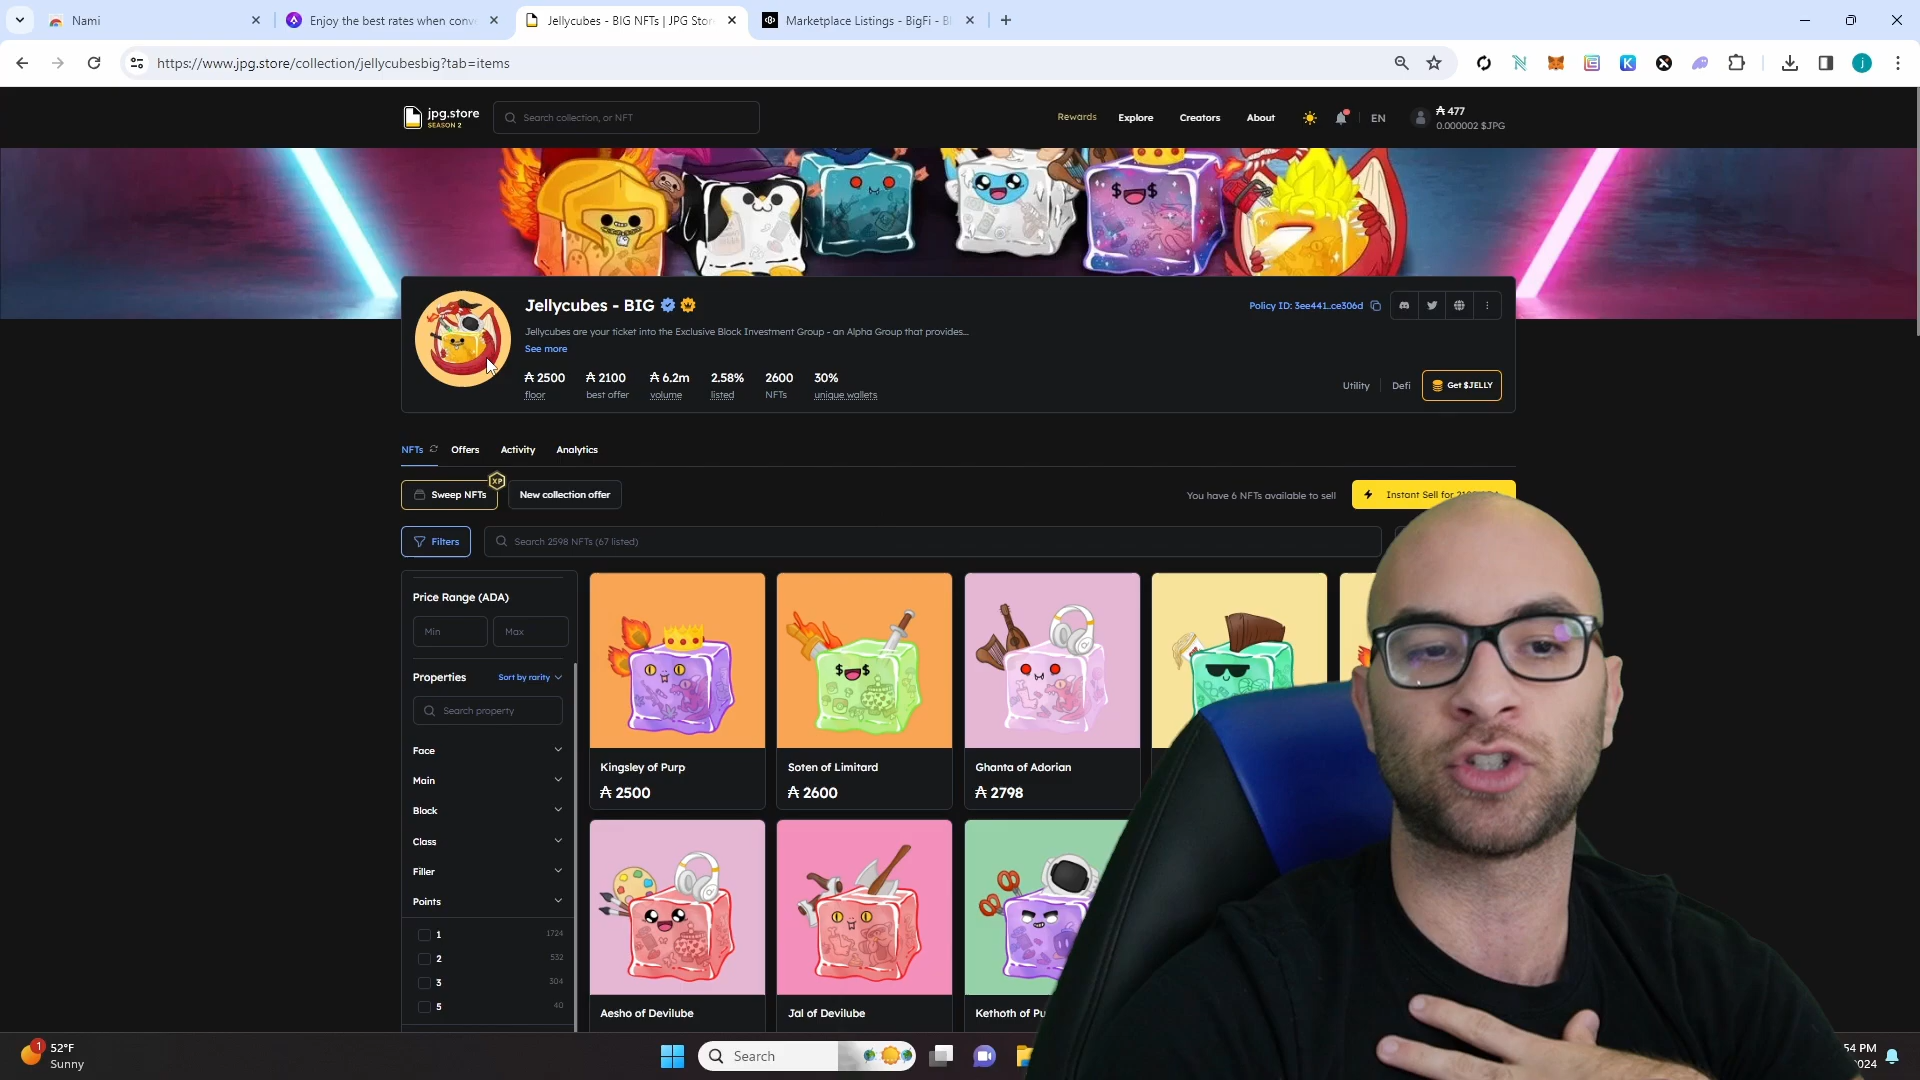 Nami
Enjoy the best rates when conv
Jellycubes - BIG NFTs | JPG Stor
Marketplace Listings - BigFi - B
https://www.jpg.store/collection/jellycubesbig?tab=items
j
jpg.store
SEASON 2
Search collection, or NFT
Rewards
Explore
Creators
About
EN
₳ 477
0.000002 $JPG
Jellycubes - BIG
Policy ID: 3ee441...ce306d
Jellycubes are your ticket into the Exclusive Block Investment Group - an Alpha Group that provides...
See more
₳ 2500
₳ 2100
₳ 6.2m
2.58%
2600
30%
floor
best offer
volume
listed
NFTs
unique wallets
Utility
Defi
Get $JELLY
NFTs
Offers
Activity
Analytics
XP
Sweep NFTs
New collection offer
You have 6 NFTs available to sell
Instant Sell for
Filters
Search 2598 NFTs (67 listed)
Price Range (ADA)
Min
Max
Properties
Sort by rarity
Search property
Face
Main
Block
Class
Filler
Points
1
1724
2
532
3
304
5
40
Kingsley of Purp
₳ 2500
Soten of Limitard
₳ 2600
Ghanta of Adorian
₳ 2798
Aesho of Devilube
Jal of Devilube
Kethoth of Pu
1
52°F
Sunny
Search
54 PM
2024